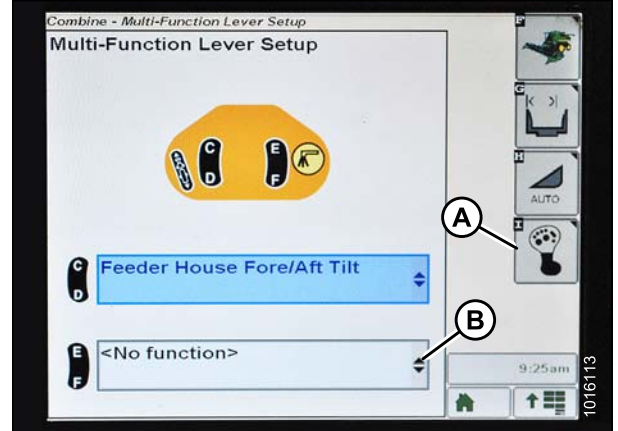 Combine - Multi-Function Lever Setup
Multi-Function Lever Setup
F
G
H
AUTO
I
A
C
D
E
F
C
D
Feeder House Fore/Aft Tilt
B
E
F
<No function>
9:25am
1016113